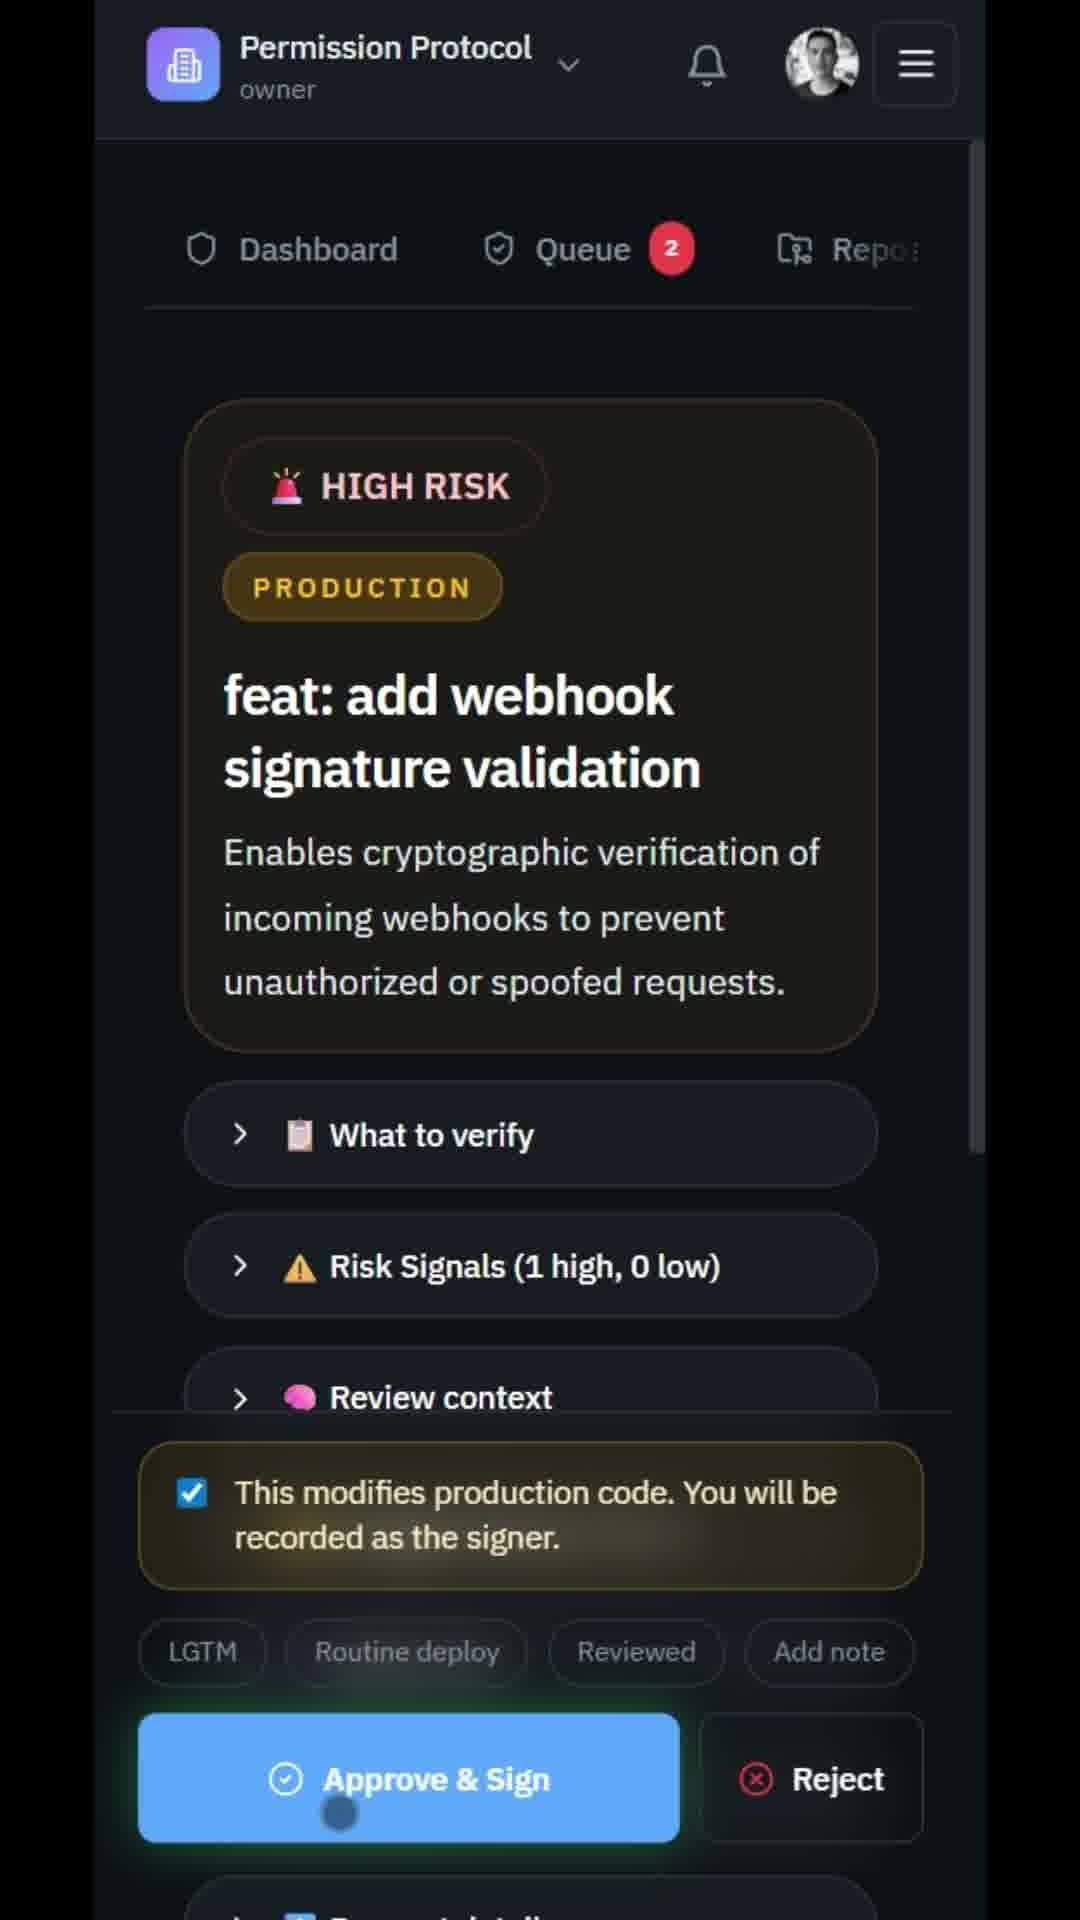 Permission Protocol
owner
Dashboard
Queue
2
HIGH RISK
PRODUCTION
feat: add webhook
signature validation
Enables cryptographic verification of
incoming webhooks to prevent
unauthorized or spoofed requests.
What to verify
Risk Signals (1 high, 0 low)
Review context
This modifies production code. You will be
recorded as the signer.
LGTM
Routine deploy
Reviewed
Add note
Approve & Sign
Reject